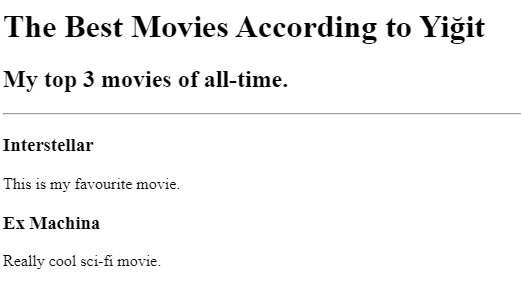 The Best Movies According to Yiğit
My top 3 movies of all-time.
Interstellar
This is my favourite movie.
Ex Machina
Really cool sci-fi movie.